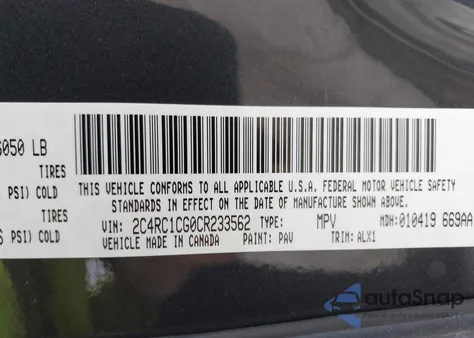 6050 LB
TIRES
PSI) COLD
THIS VEHICLE CONFORMS TO ALL APPLICABLE U.S.A. FEDERAL MOTOR VEHICLE SAFETY
STANDARDS IN EFFECT ON THE DATE OF MANUFACTURE SHOWN ABOVE.
TIRES
PSI) COLD
VIN: 2C4RC1CG0CR233562 TYPE: MPV MDH: 010419 669AA
VEHICLE MADE IN CANADA PAINT: PAV TRIM: ALX1
autoSnap